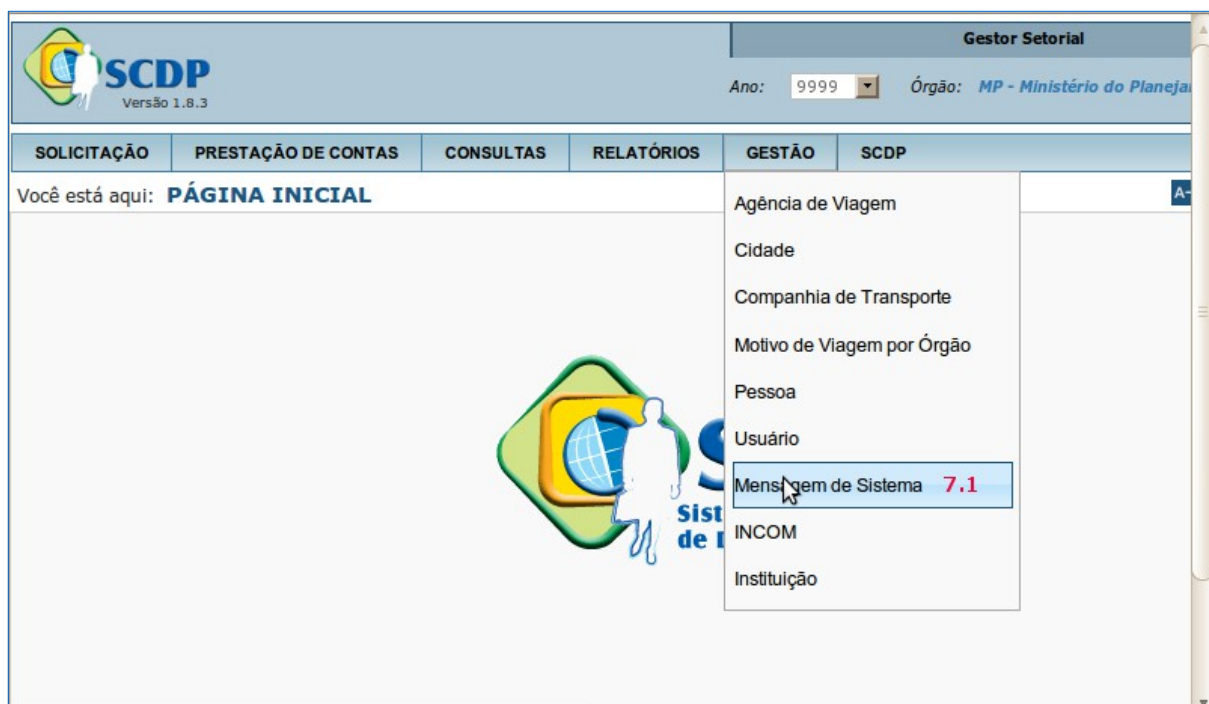 Gestor Setorial
SCDP
Versão 1.8.3
Ano: 9999 Órgão: MP - Ministério do
SOLICITAÇÃO PRESTAÇÃO DE CONTAS CONSULTAS RELATÓRIOS GESTÃO SCDP
Você está aqui: PÁGINA INICIAL A-
Agência de Viagem
Cidade
Companhia de Transporte
Motivo de Viagem por Órgão
Pessoa
Usuário
Mensagem de Sistema 7.1
INCOM
Instituição
de